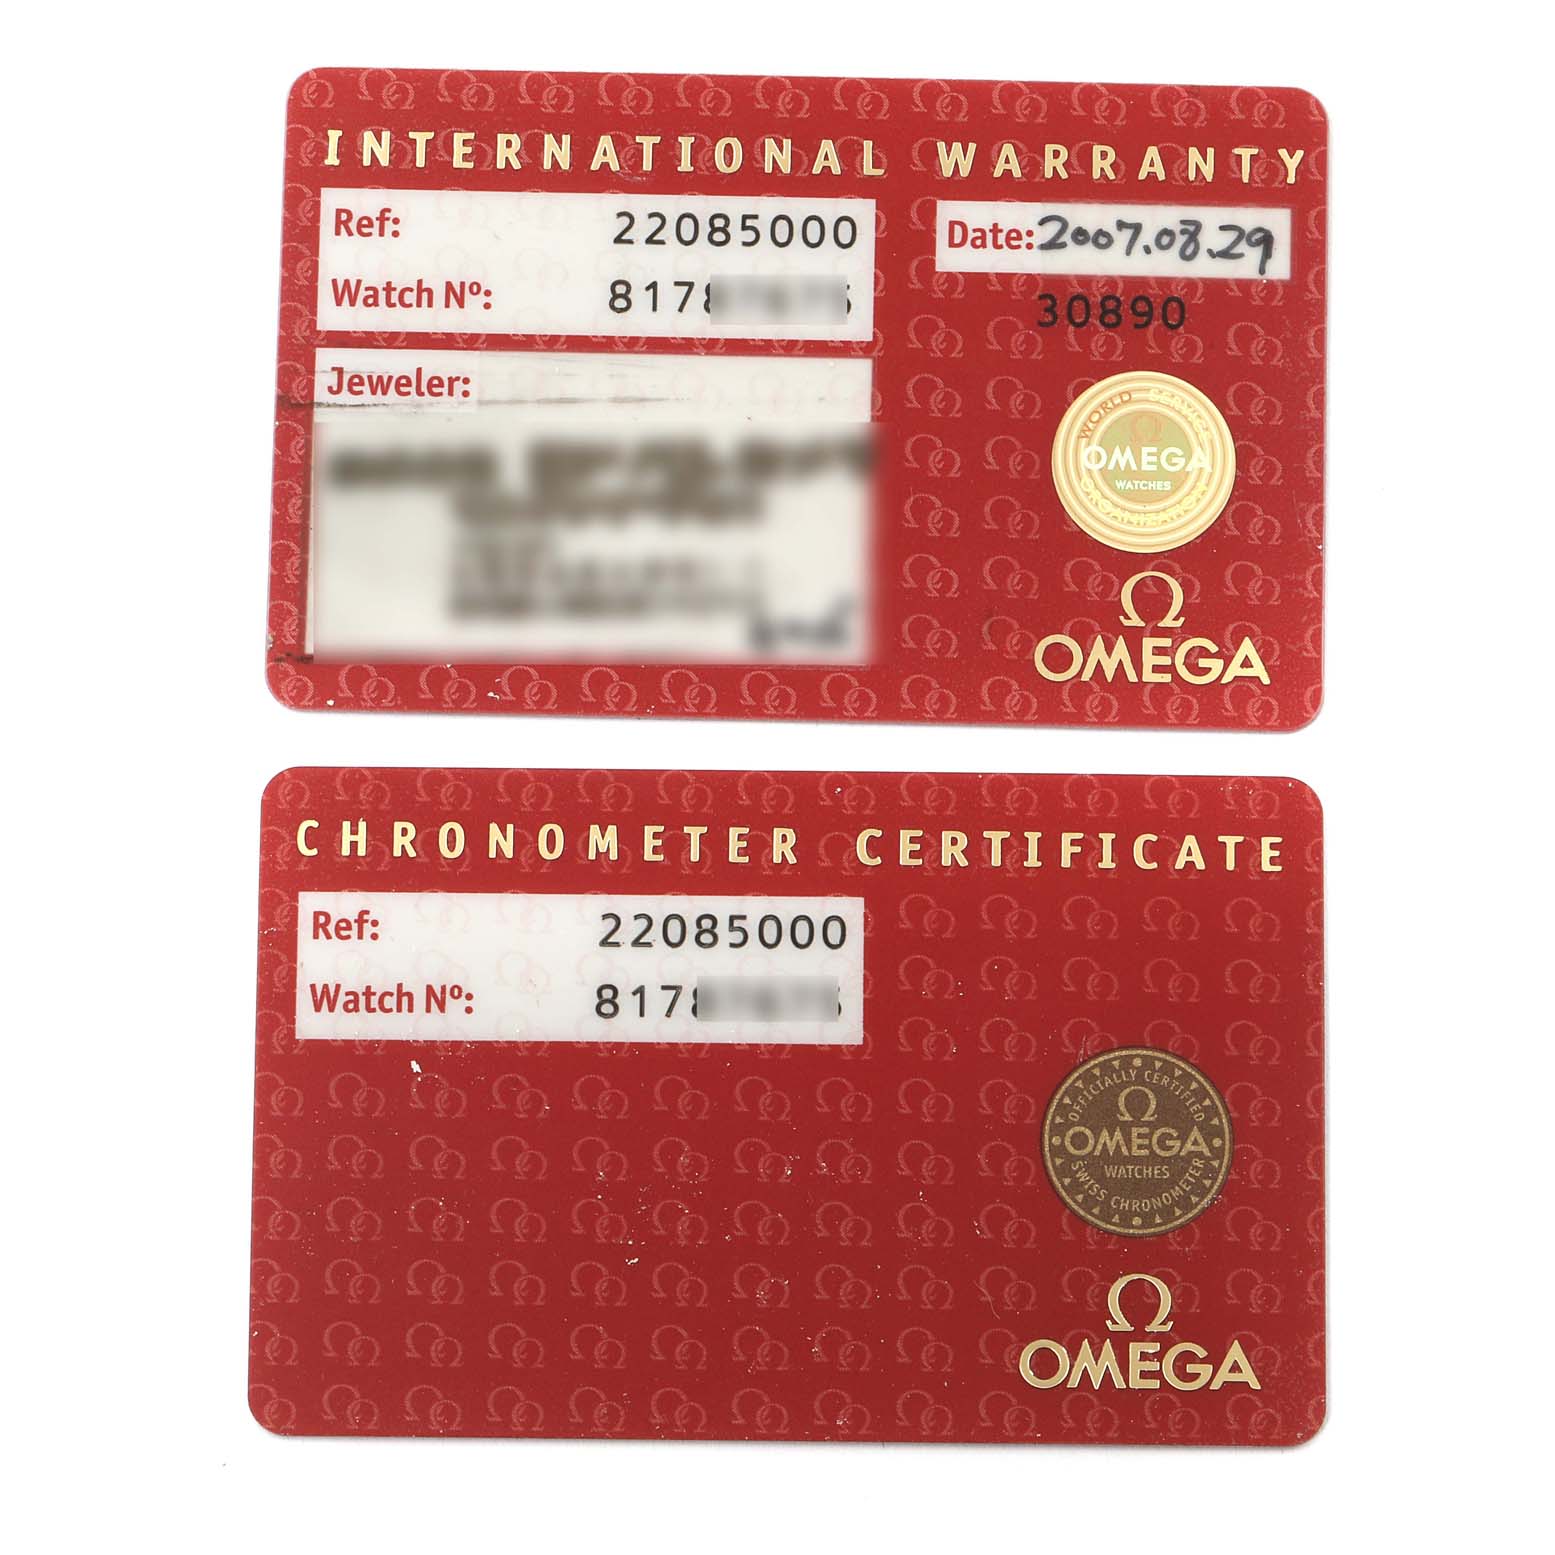 INTERNATIONAL WARRANTY
Ref: 22085000
Date: 2007.08.29
Watch Nº: 8178
30890
Jeweler:
WORLD SERVICE
Ω
OMEGA
WATCHES
ORGANIZATION
Ω
OMEGA
CHRONOMETER CERTIFICATE
Ref: 22085000
Watch Nº: 8178
OFFICIALLY CERTIFIED
Ω
OMEGA
WATCHES
SWISS CHRONOMETER
Ω
OMEGA